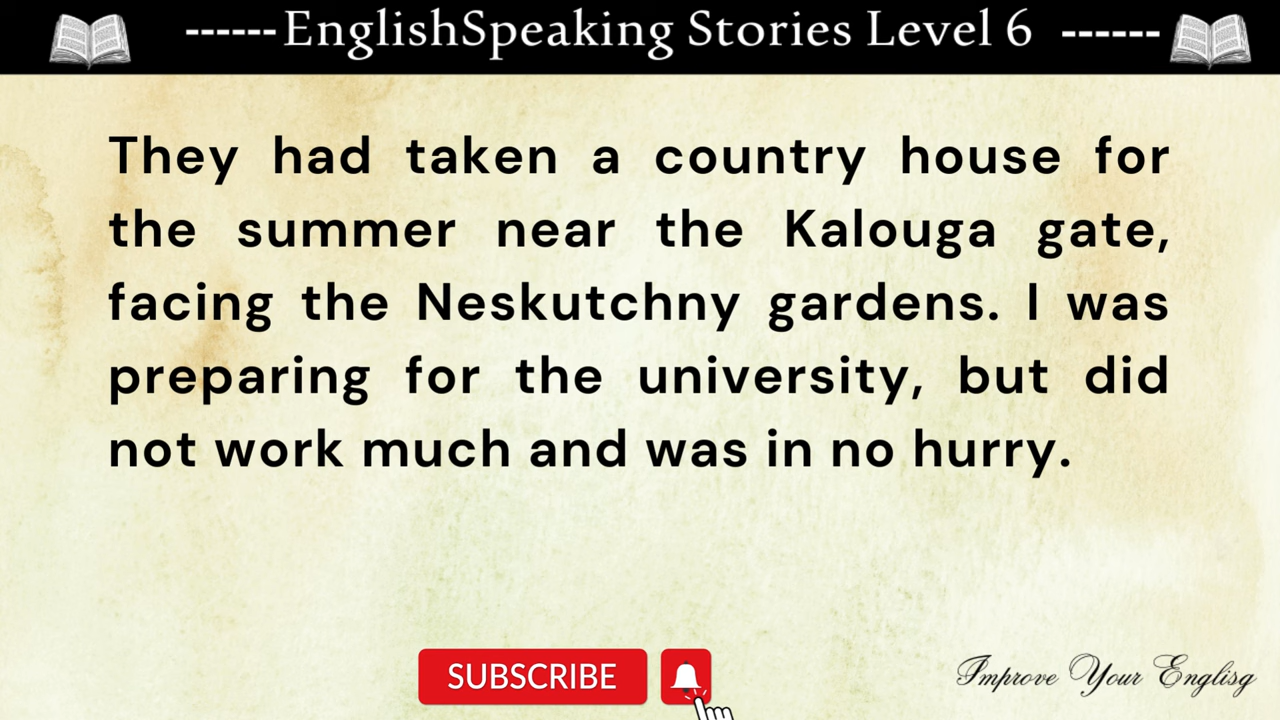 ------EnglishSpeaking Stories Level 6 ------
They had taken a country house for
the summer near the Kalouga gate,
facing the Neskutchny gardens. I was
preparing for the university, but did
not work much and was in no hurry.
SUBSCRIBE
Improve Your Englisg